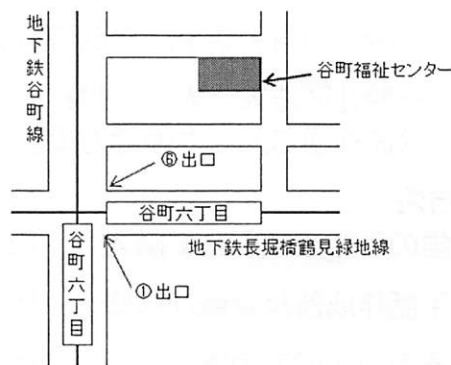 地下鉄谷町線
谷町福祉センター
⑥出口
谷町六丁目
地下鉄長堀橋鶴見緑地線
谷町六丁目
①出口